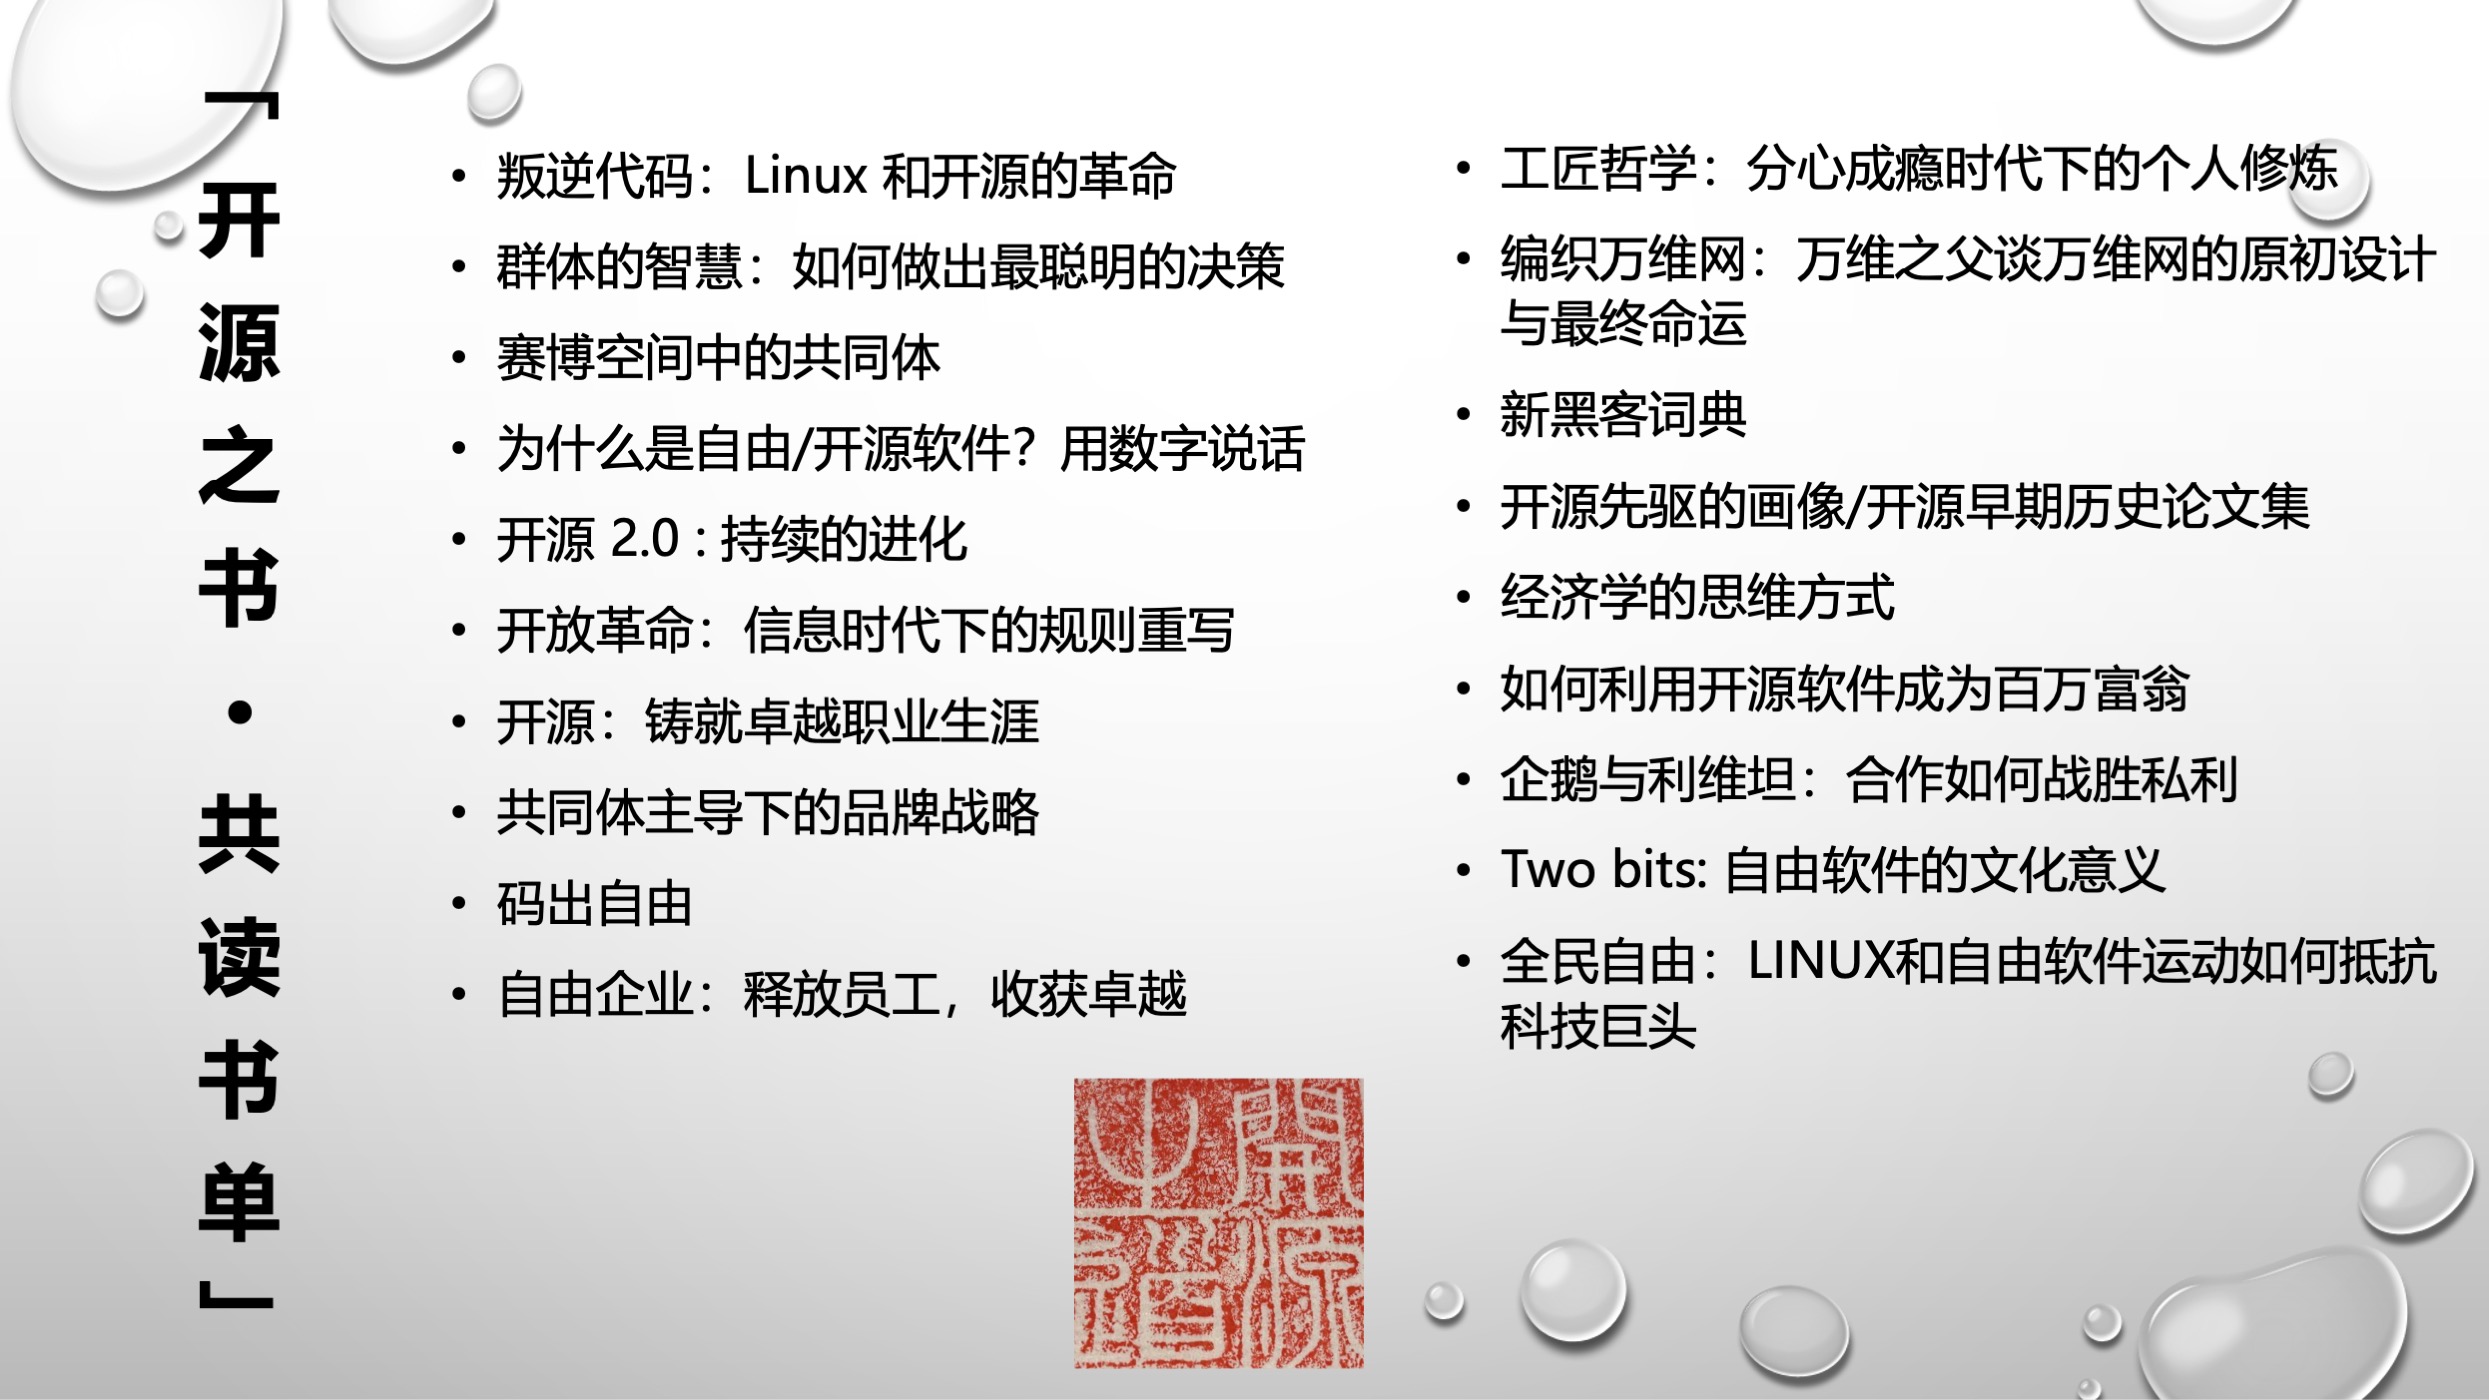 「开源之书·共读书单」
• 叛逆代码：Linux 和开源的革命
• 群体的智慧：如何做出最聪明的决策
• 赛博空间中的共同体
• 为什么是自由/开源软件？用数字说话
• 开源 2.0 : 持续的进化
• 开放革命：信息时代下的规则重写
• 开源：铸就卓越职业生涯
• 共同体主导下的品牌战略
• 码出自由
• 自由企业：释放员工，收获卓越
• 工匠哲学：分心成瘾时代下的个人修炼
• 编织万维网：万维之父谈万维网的原初设计
与最终命运
• 新黑客词典
• 开源先驱的画像/开源早期历史论文集
• 经济学的思维方式
• 如何利用开源软件成为百万富翁
• 企鹅与利维坦：合作如何战胜私利
• Two bits: 自由软件的文化意义
• 全民自由：LINUX和自由软件运动如何抵抗
科技巨头
開源
之道